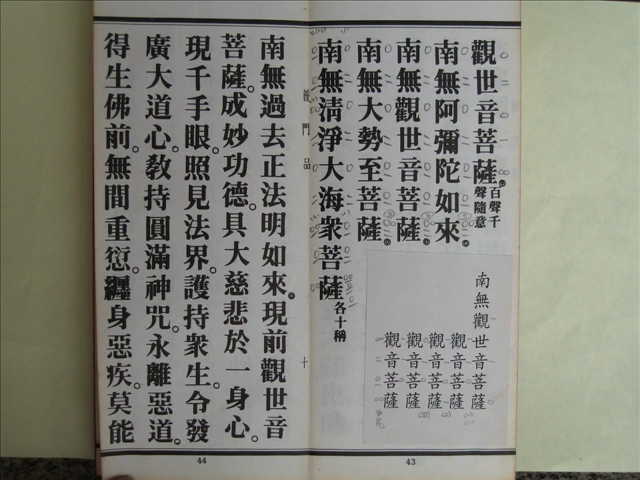 觀世音菩薩。百聲千聲隨意
南無阿彌陀如來。
南無觀世音菩薩。
南無大勢至菩薩。
南無清淨大海衆菩薩各十稱
南無觀世音菩薩
觀音菩薩
觀音菩薩
觀音菩薩
觀音菩薩
43
普門品
十
南無過去正法明如來。現前觀世音
菩薩。成妙功德。具大慈悲於一身心。
現千手眼。照見法界。護持衆生。令發
廣大道心。教持圓滿神咒。永離惡道。
得生佛前。無間重愆。纏身惡疾。莫能
44